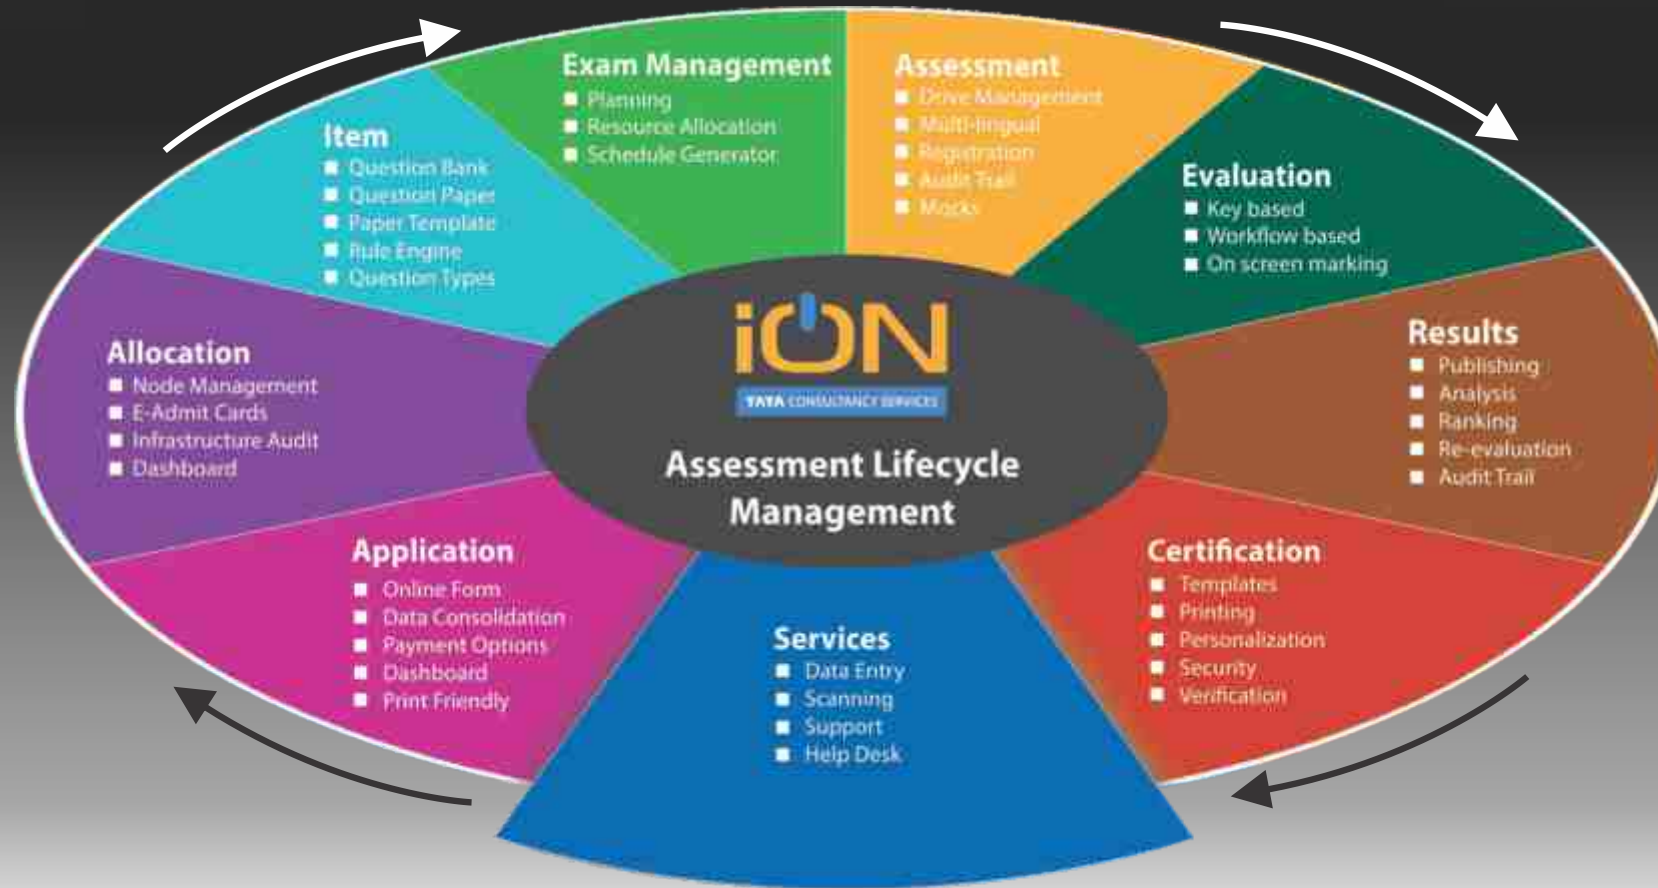 Exam Management
Planning
Resource Allocation
Schedule Generator
Assessment
Drive Management
Multi-lingual
Registration
Audit Trail
Mocks
Evaluation
Key based
Workflow based
On screen marking
Results
Publishing
Analysis
Ranking
Re-evaluation
Audit Trail
Certification
Templates
Printing
Personalization
Security
Verification
Services
Data Entry
Scanning
Support
Help Desk
Application
Online Form
Data Consolidation
Payment Options
Dashboard
Print Friendly
Allocation
Node Management
E-Admit Cards
Infrastructure Audit
Dashboard
Item
Question Bank
Question Paper
Paper Template
Rule Engine
Question Types
iON
TATA CONSULTANCY SERVICES
Assessment Lifecycle
Management